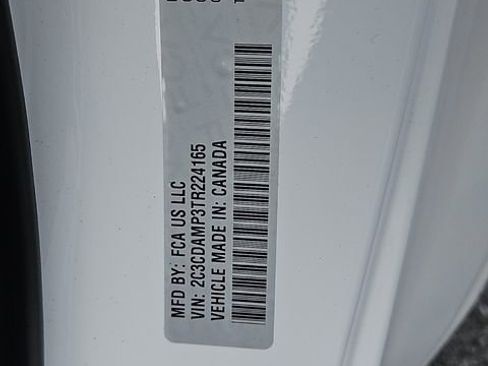 MFD BY: FCA US LLC
VIN: 2C3CDAMP3TR224165
VEHICLE MADE IN: CANADA